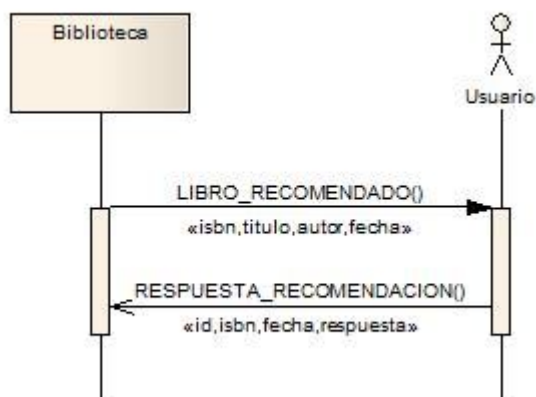 Biblioteca
Usuario
LIBRO_RECOMENDADO()
«isbn,titulo,autor,fecha»
RESPUESTA_RECOMENDACION()
«id,isbn,fecha,respuesta»